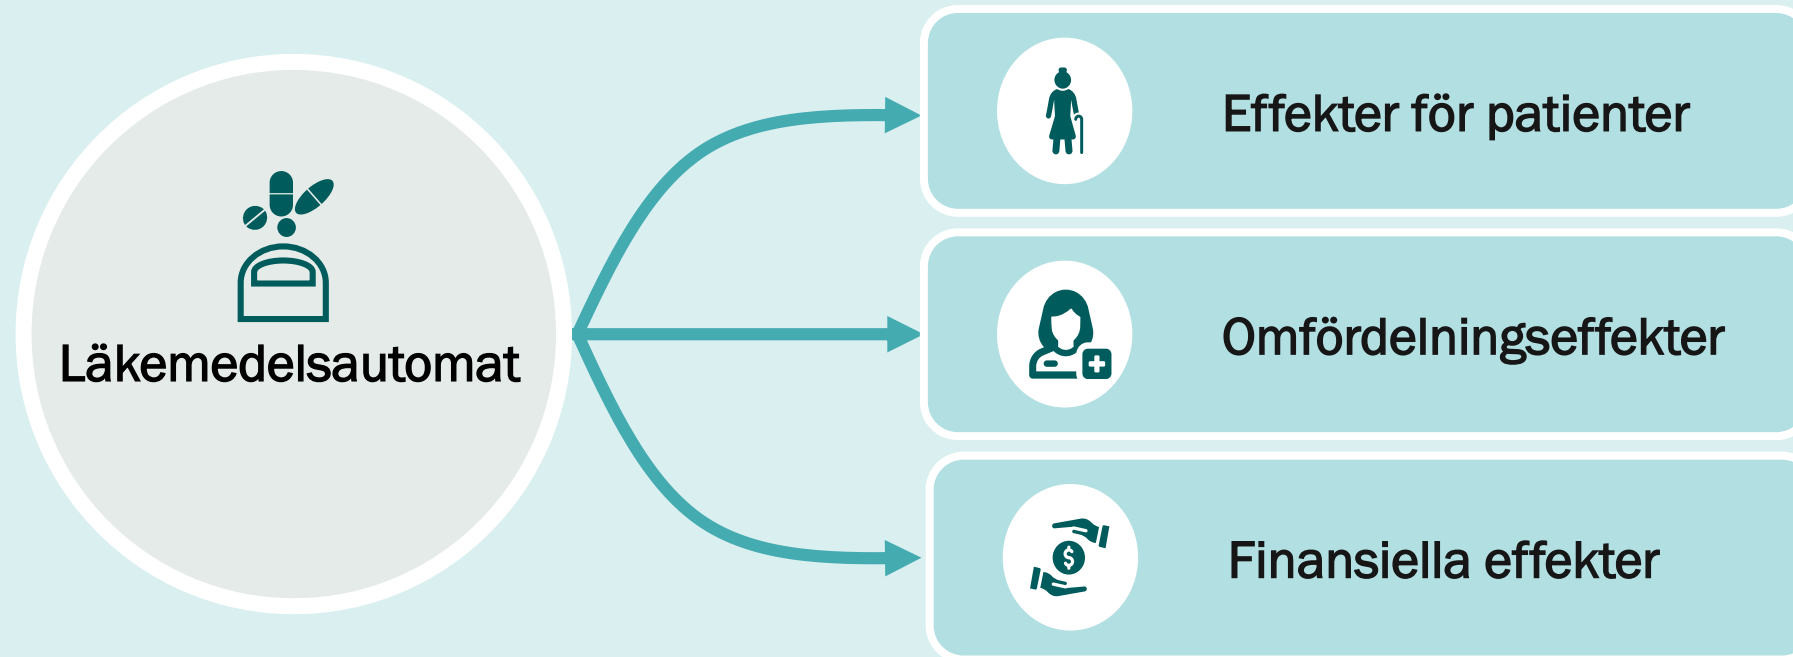 Läkemedelsautomat
Effekter för patienter
Omfördelningseffekter
Finansiella effekter